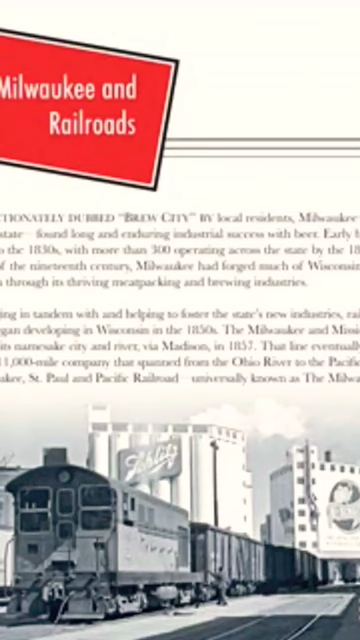 Milwaukee and
Railroads
CTIONATELY DUBBED "BREW CITY" BY local residents, Milwaukee
state—found long and enduring industrial success with beer. Early b
o the 1830s, with more than 300 operating across the state by the 18
of the nineteenth century, Milwaukee had forged much of Wisconsin
n through its thriving meatpacking and brewing industries.
ing in tandem with and helping to foster the state's new industries, rai
gan developing in Wisconsin in the 1850s. The Milwaukee and Missi
its namesake city and river, via Madison, in 1857. That line eventuall
11,000-mile company that spanned from the Ohio River to the Pacific
ukee, St. Paul and Pacific Railroad—universally known as The Milwa
Schlitz